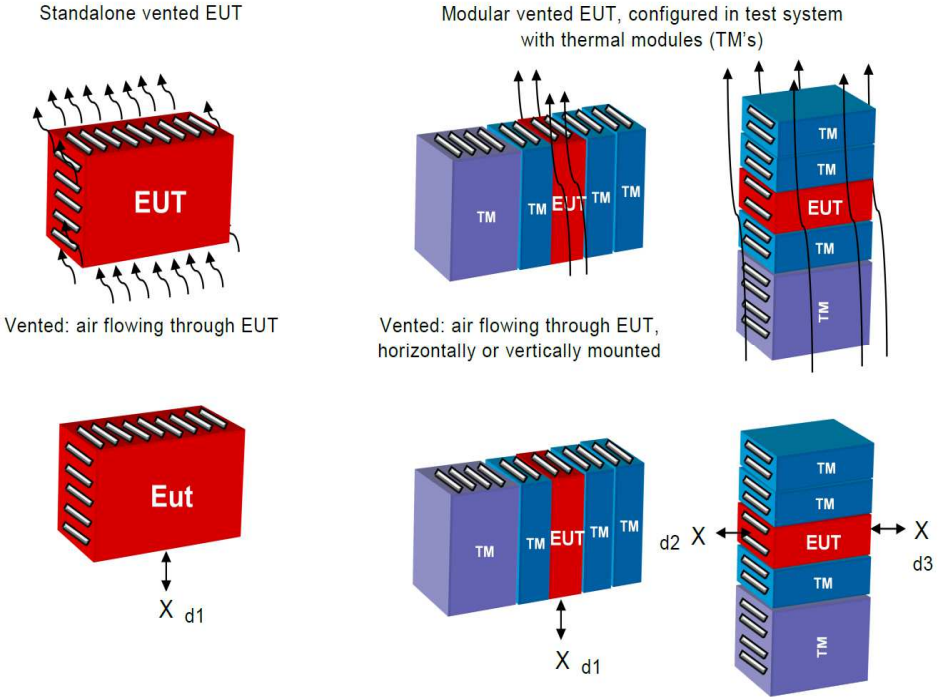 Standalone vented EUT
Modular vented EUT, configured in test system
with thermal modules (TM's)
EUT
TM
TM
EUT
TM
TM
TM
TM
EUT
TM
TM
Vented: air flowing through EUT
Vented: air flowing through EUT,
horizontally or vertically mounted
Eut
X d1
TM
TM
EUT
TM
TM
X d1
TM
TM
d2 X
EUT
X
d3
TM
TM